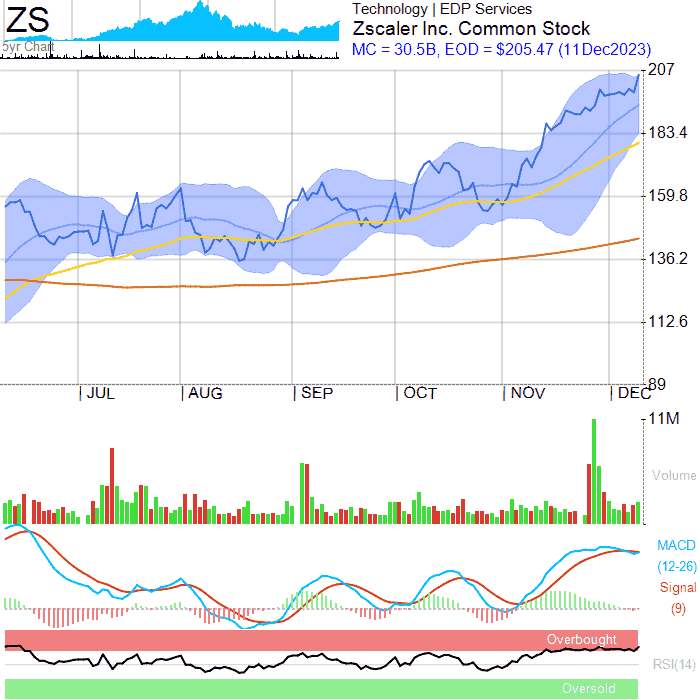 ZS
5yr Chart
Technology | EDP Services
Zscaler Inc. Common Stock
MC = 30.5B, EOD = $205.47 (11Dec2023)
207
183.4
159.8
136.2
112.6
89
| JUL | AUG | SEP | OCT | NOV | DEC
11M
Volume
MACD
(12-26)
Signal
(9)
Overbought
RSI(14)
Oversold